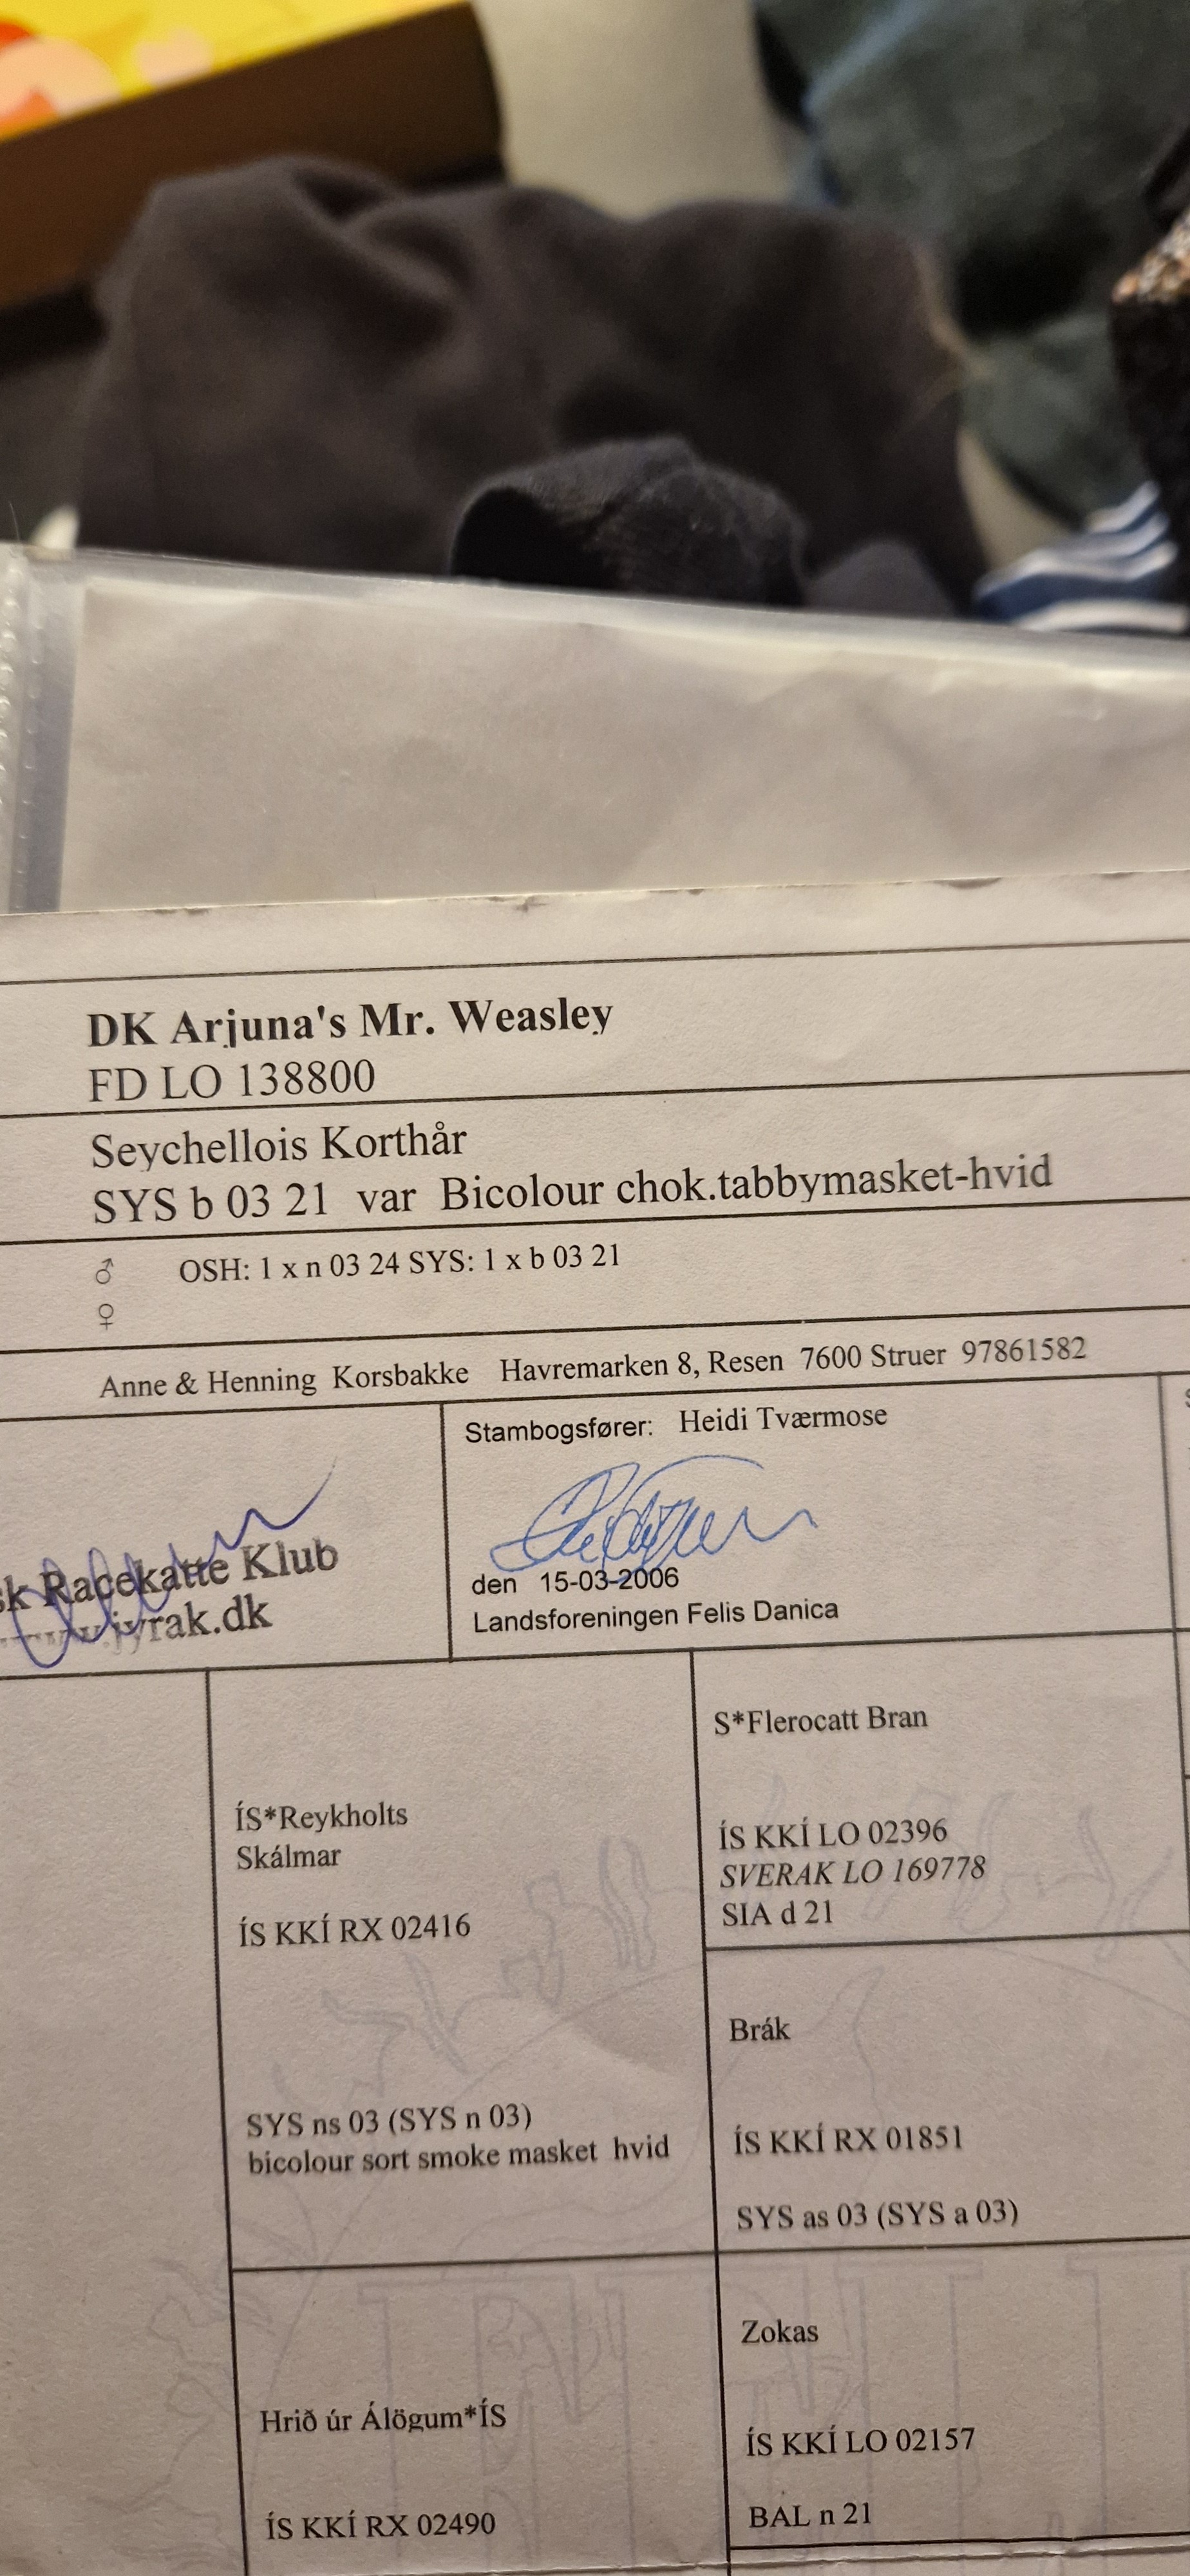 DK Arjuna's Mr. Weasley
FD LO 138800
Seychellois Korthår
SYS b 03 21 var Bicolour chok.tabbymasket-hvid
♂ OSH: 1 x n 03 24 SYS: 1 x b 03 21
♀
Anne & Henning Korsbakke Havremarken 8, Resen 7600 Struer 97861582
sk Racekatte Klub
jyrak.dk
Stambogsfører: Heidi Tværmose
den 15-03-2006
Landsforeningen Felis Danica
ÍS*Reykholts
Skálmar
ÍS KKÍ RX 02416
SYS ns 03 (SYS n 03)
bicolour sort smoke masket hvid
Hrið úr Álögum*ÍS
ÍS KKÍ RX 02490
S*Flerocatt Bran
ÍS KKÍ LO 02396
SVERAK LO 169778
SIA d 21
Brák
ÍS KKÍ RX 01851
SYS as 03 (SYS a 03)
Zokas
ÍS KKÍ LO 02157
BAL n 21